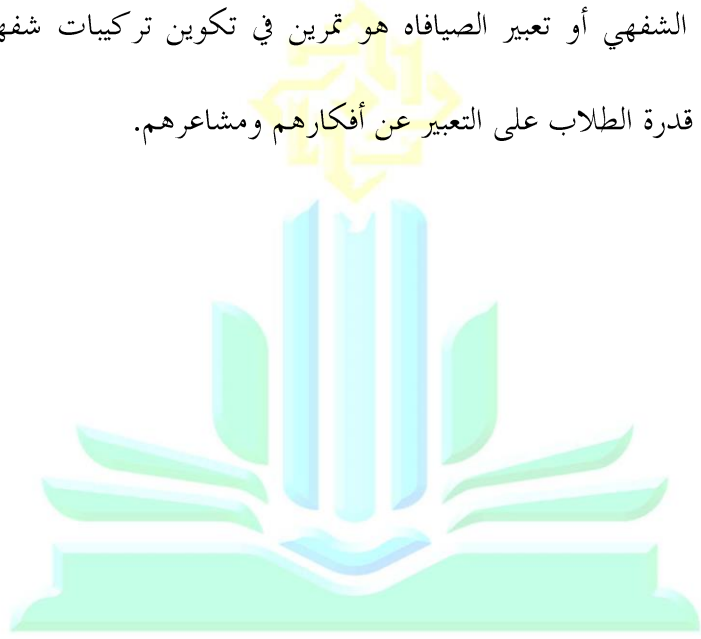 الشفهي أو تعبير الصيافاه هو تمرين في تكوين تركيبات
قدرة الطلاب على التعبير عن أفكارهم ومشاعرهم.